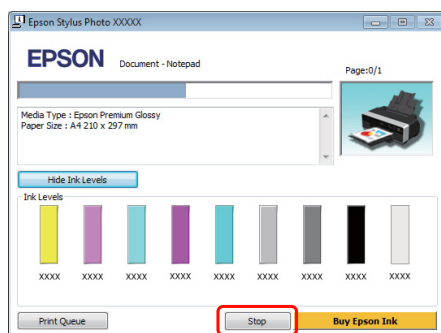 Epson Stylus Photo XXXXX
EPSON Document - Notepad
Page:0/1
Media Type : Epson Premium Glossy
Paper Size : A4 210 x 297 mm
Hide Ink Levels
Ink Levels
XXXX XXXX XXXX XXXX XXXX XXXX XXXX XXXX XXXX
Print Queue Stop Buy Epson Ink